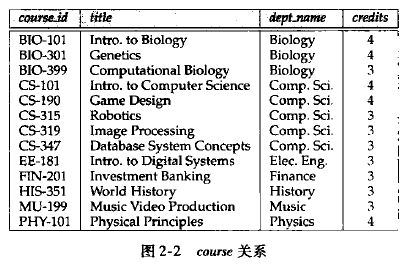 course_id title dept_name credits
BIO-101 Intro. to Biology Biology 4
BIO-301 Genetics Biology 4
BIO-399 Computational Biology Biology 3
CS-101 Intro. to Computer Science Comp. Sci. 4
CS-190 Game Design Comp. Sci. 4
CS-315 Robotics Comp. Sci. 3
CS-319 Image Processing Comp. Sci. 3
CS-347 Database System Concepts Comp. Sci. 3
EE-181 Intro. to Digital Systems Elec. Eng. 3
FIN-201 Investment Banking Finance 3
HIS-351 World History History 3
MU-199 Music Video Production Music 3
PHY-101 Physical Principles Physics 4
图 2-2 course 关系